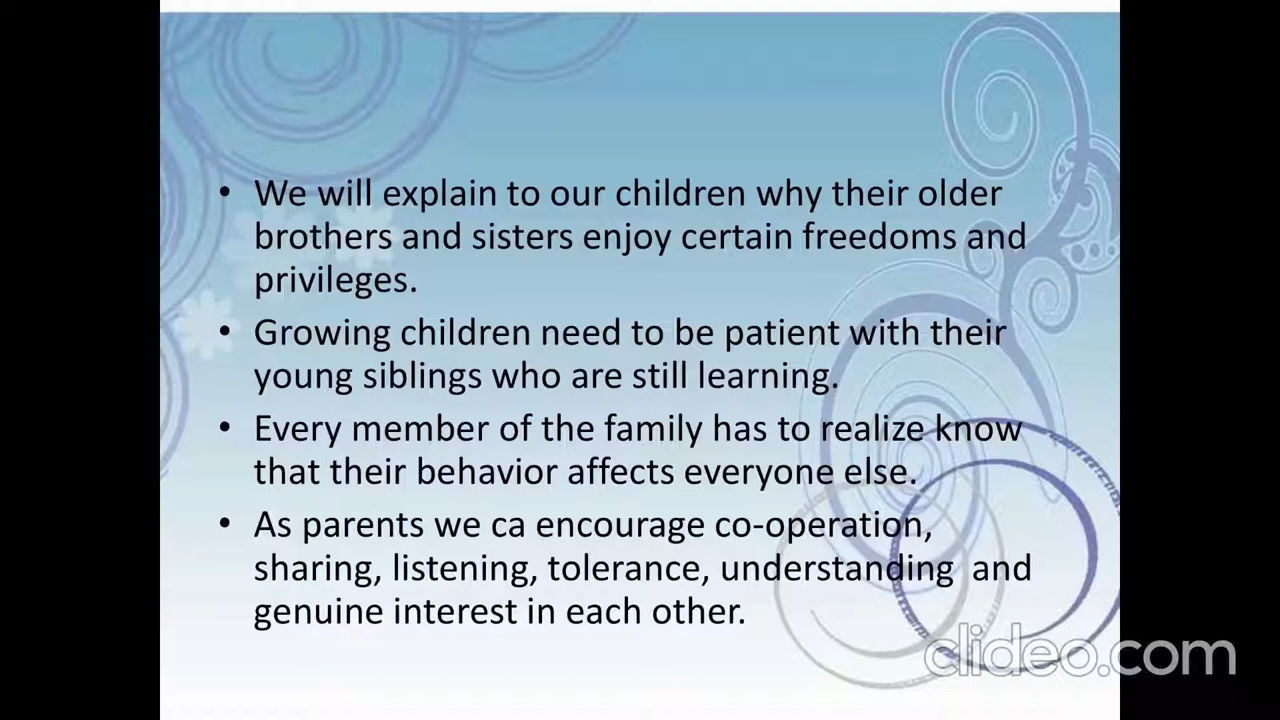 • We will explain to our children why their older
brothers and sisters enjoy certain freedoms and
privileges.
• Growing children need to be patient with their
young siblings who are still learning.
• Every member of the family has to realize know
that their behavior affects everyone else.
• As parents we ca encourage co-operation,
sharing, listening, tolerance, understanding  and
genuine interest in each other.
clideo.com